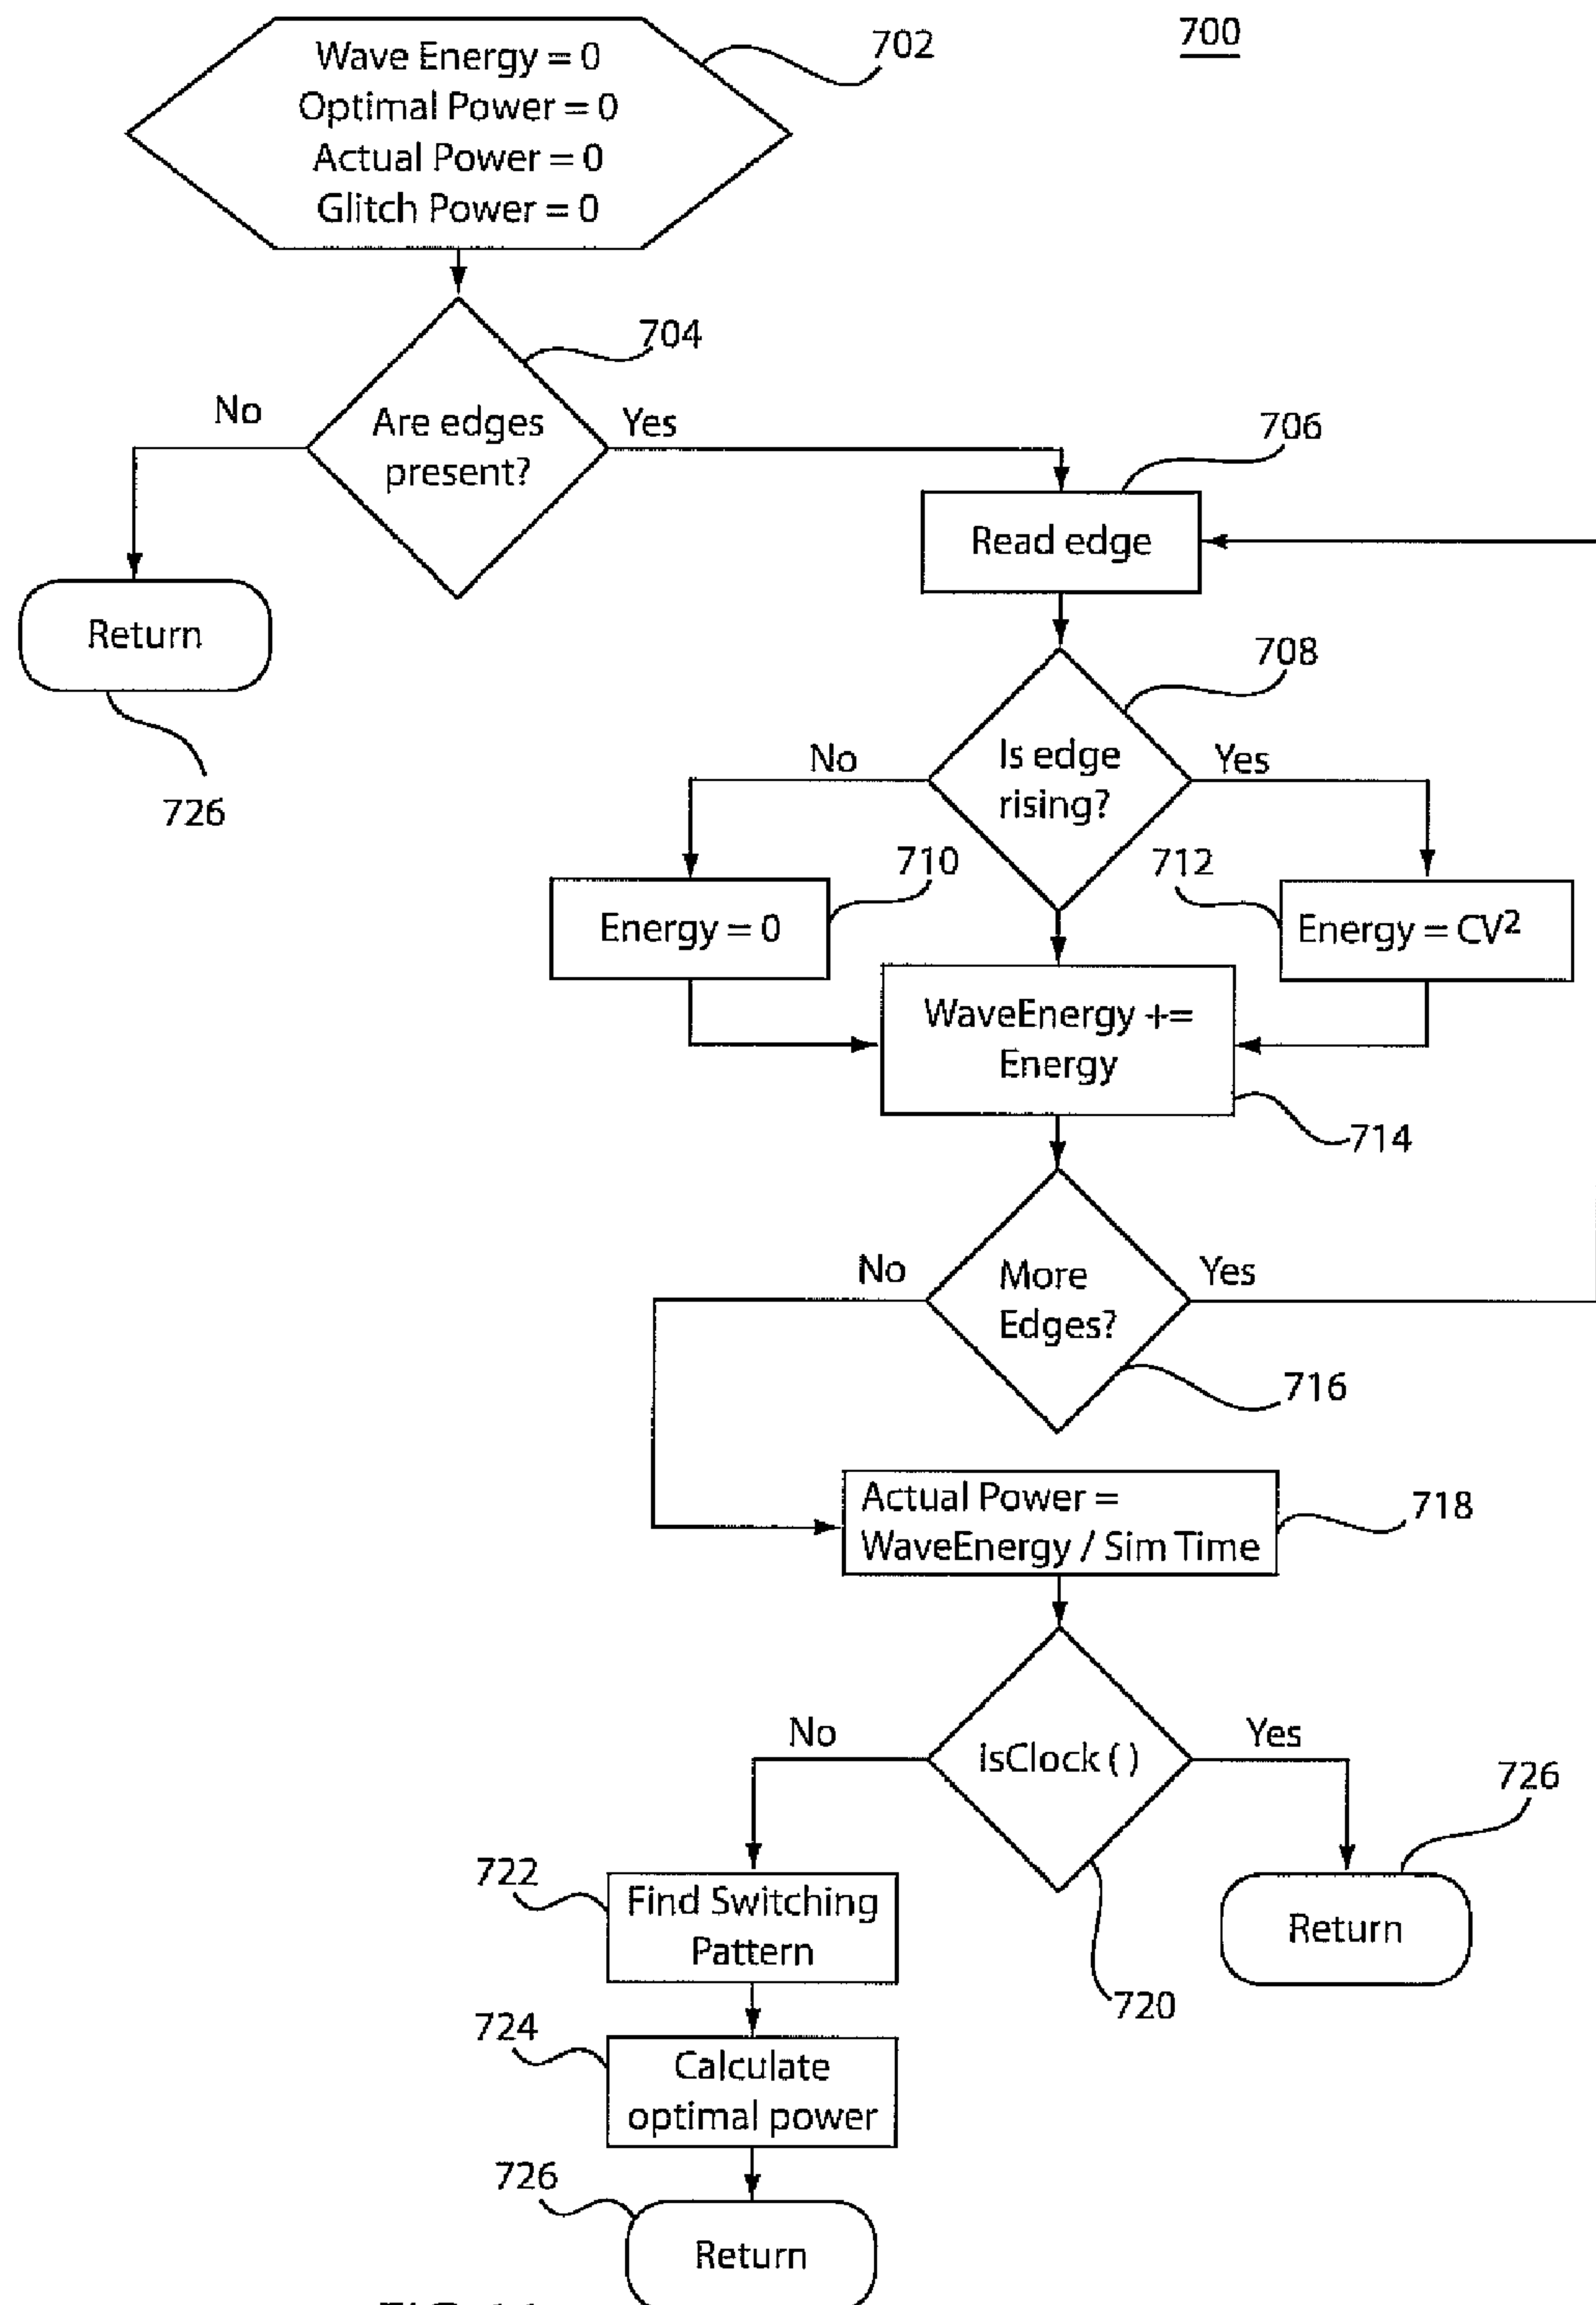 700
702
Wave Energy = 0
Optimal Power = 0
Actual Power = 0
Glitch Power = 0
704
Are edges
present?
No
Yes
Return
726
706
Read edge
708
Is edge
rising?
No
Yes
710
Energy = 0
712
Energy = CV²
WaveEnergy +=
Energy
714
More
Edges?
No
Yes
716
Actual Power =
WaveEnergy / Sim Time
718
IsClock ( )
No
Yes
720
726
Return
722
Find Switching
Pattern
724
Calculate
optimal power
726
Return